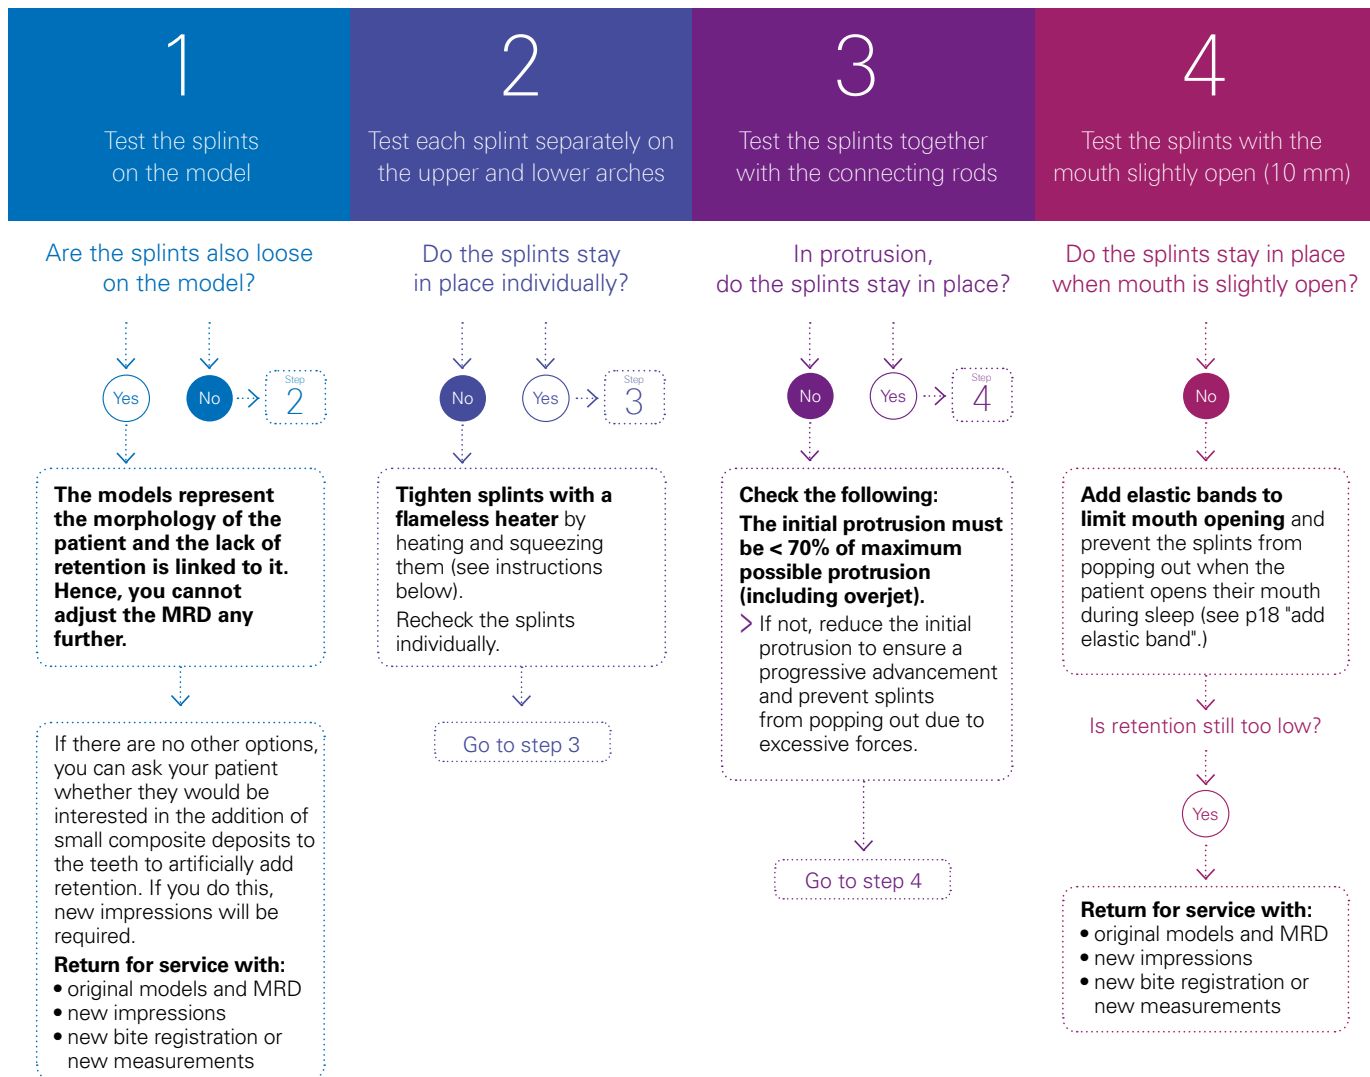 1
Test the splints
on the model
Are the splints also loose
on the model?
Yes
No
Step
2
The models represent
the morphology of the
patient and the lack of
retention is linked to it.
Hence, you cannot
adjust the MRD any
further.
If there are no other options,
you can ask your patient
whether they would be
interested in the addition of
small composite deposits to
the teeth to artificially add
retention. If you do this,
new impressions will be
required.
Return for service with:
• original models and MRD
• new impressions
• new bite registration or
new measurements
2
Test each splint separately on
the upper and lower arches
Do the splints stay
in place individually?
No
Yes
Step
3
Tighten splints with a
flameless heater by
heating and squeezing
them (see instructions
below).
Recheck the splints
individually.
Go to step 3
3
Test the splints together
with the connecting rods
In protrusion,
do the splints stay in place?
No
Yes
Step
4
Check the following:
The initial protrusion must
be < 70% of maximum
possible protrusion
(including overjet).
> If not, reduce the initial
protrusion to ensure a
progressive advancement
and prevent splints
from popping out due to
excessive forces.
Go to step 4
4
Test the splints with the
mouth slightly open (10 mm)
Do the splints stay in place
when mouth is slightly open?
No
Add elastic bands to
limit mouth opening and
prevent the splints from
popping out when the
patient opens their mouth
during sleep (see p18 "add
elastic band".)
Is retention still too low?
Yes
Return for service with:
• original models and MRD
• new impressions
• new bite registration or
new measurements